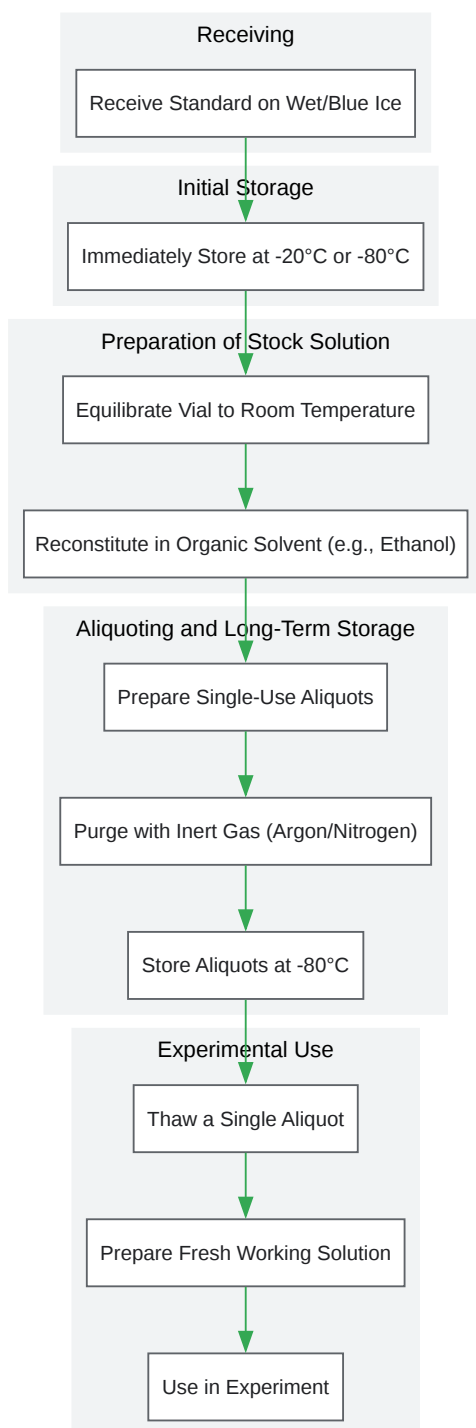 Receiving
Receive Standard on Wet/Blue Ice
Initial Storage
Immediately Store at -20°C or -80°C
Preparation of Stock Solution
Equilibrate Vial to Room Temperature
Reconstitute in Organic Solvent (e.g., Ethanol)
Aliquoting and Long-Term Storage
Prepare Single-Use Aliquots
Purge with Inert Gas (Argon/Nitrogen)
Store Aliquots at -80°C
Experimental Use
Thaw a Single Aliquot
Prepare Fresh Working Solution
Use in Experiment